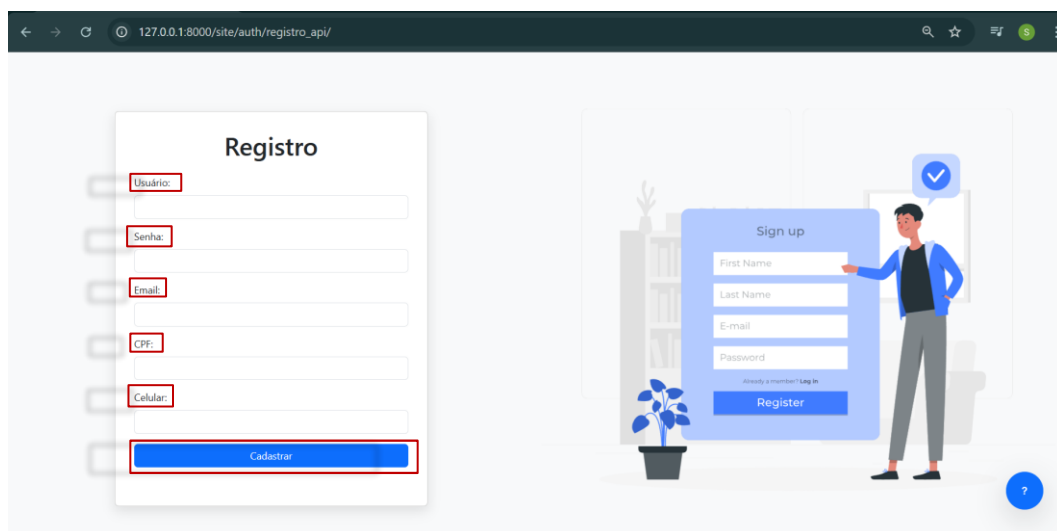 127.0.0.1:8000/site/auth/registro_api/
S
Registro
Usuário:
Senha:
Email:
CPF:
Celular:
Cadastrar
Sign up
First Name
Last Name
E-mail
Password
Already a member? Log in
Register
?